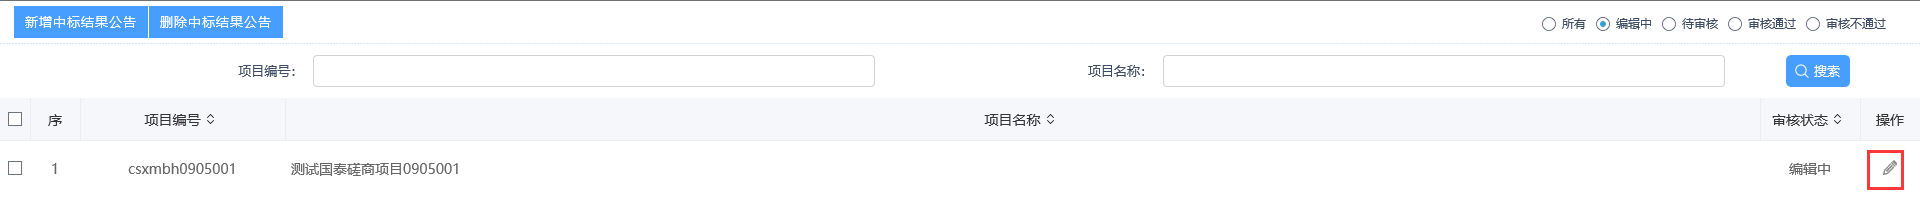 新增中标结果公告 删除中标结果公告 所有 编辑中 待审核 审核通过 审核不通过
项目编号： 项目名称： 搜索
序 项目编号 项目名称 审核状态 操作
1 csxmbh0905001 测试国泰磋商项目0905001 编辑中